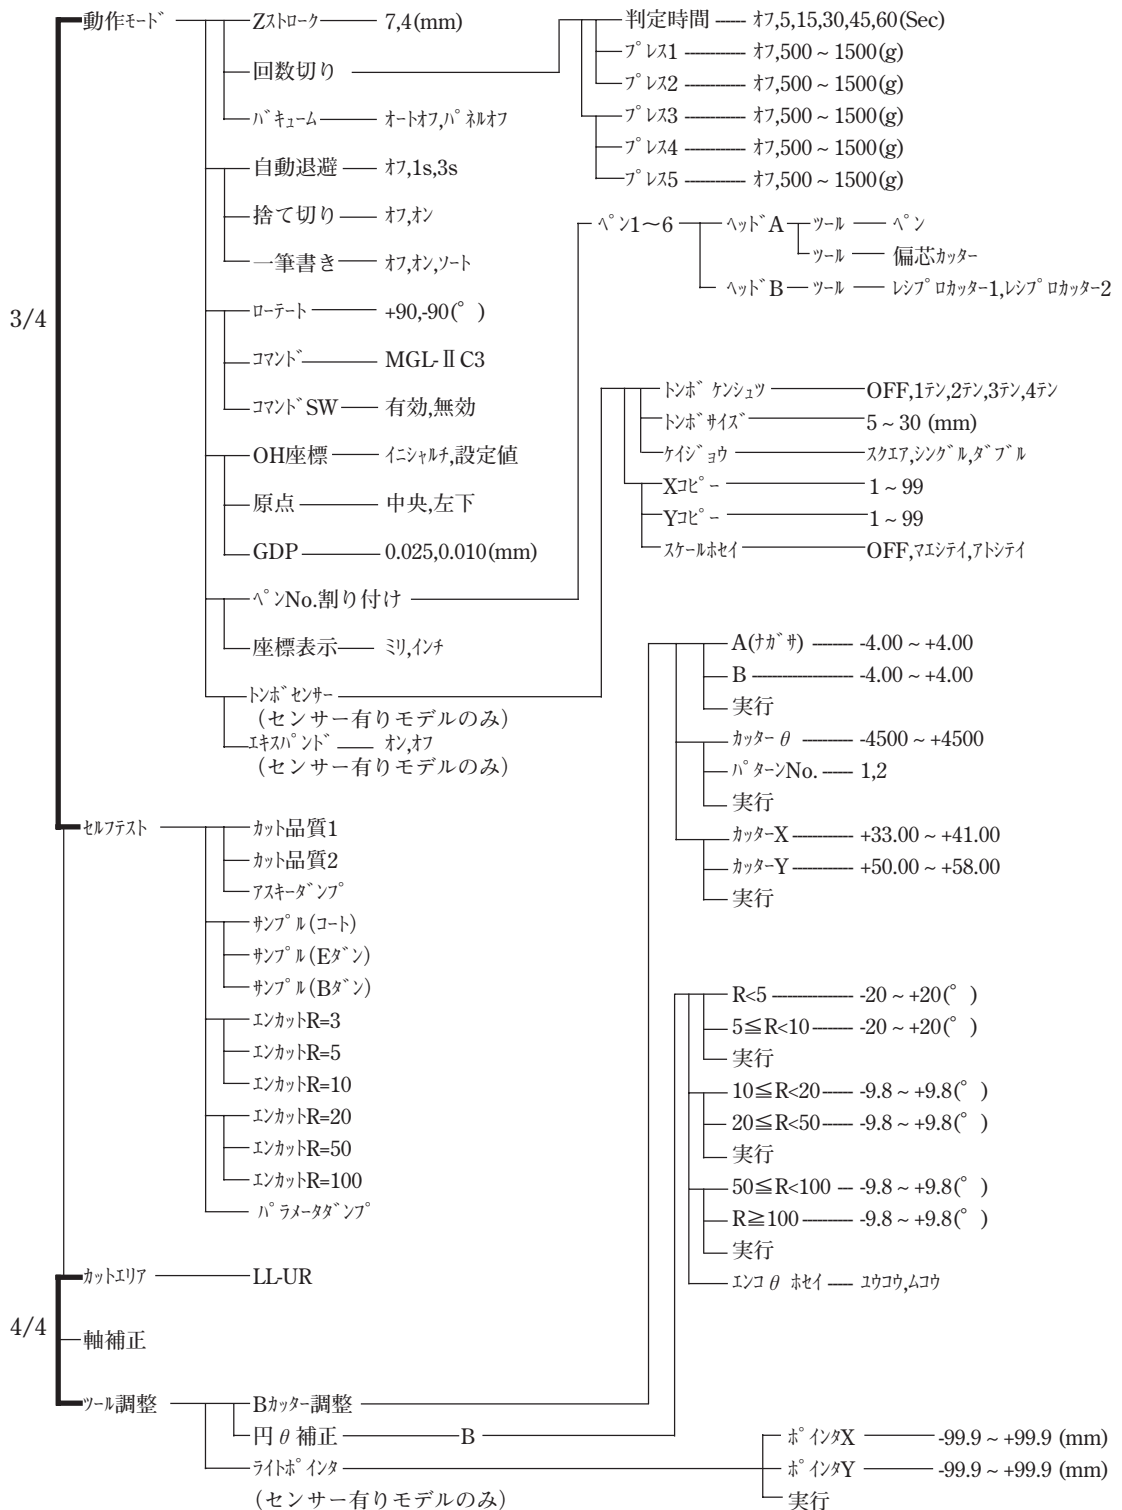 動作ﾓｰﾄﾞ Zｽﾄﾛｰｸ 7,4(mm) 判定時間 ｵﾌ,5,15,30,45,60(Sec)
ﾌﾟﾚｽ1 ｵﾌ,500 ~ 1500(g)
回数切り ﾌﾟﾚｽ2 ｵﾌ,500 ~ 1500(g)
ﾊﾞｷｭｰﾑ ｵｰﾄｵﾌ,ﾊﾟﾈﾙｵﾌ ﾌﾟﾚｽ3 ｵﾌ,500 ~ 1500(g)
ﾌﾟﾚｽ4 ｵﾌ,500 ~ 1500(g)
自動退避 ｵﾌ,1s,3s ﾌﾟﾚｽ5 ｵﾌ,500 ~ 1500(g)
捨て切り ｵﾌ,ｵﾝ ﾍﾟﾝ1〜6 ﾍｯﾄﾞA ﾂｰﾙ ﾍﾟﾝ
一筆書き ｵﾌ,ｵﾝ,ｿｰﾄ ﾂｰﾙ 偏芯ｶｯﾀｰ
ﾍｯﾄﾞB ﾂｰﾙ ﾚｼﾌﾟﾛｶｯﾀｰ1,ﾚｼﾌﾟﾛｶｯﾀｰ2
3/4
ﾛｰﾃｰﾄ +90,-90(°)
ｺﾏﾝﾄﾞ MGL-ⅡC3
ｺﾏﾝﾄﾞSW 有効,無効
ﾄﾝﾎﾞ ｹﾝｼｭﾂ OFF,1ﾃﾝ,2ﾃﾝ,3ﾃﾝ,4ﾃﾝ
ﾄﾝﾎﾞｻｲｽﾞ 5 ~ 30 (mm)
OH座標 ｲﾆｼｬﾙﾁ,設定値 ｹｲｼﾞｮｳ ｽｸｴｱ,ｼﾝｸﾞﾙ,ﾀﾞﾌﾞﾙ
Xｺﾋﾟｰ 1 ~ 99
原点 中央,左下 Yｺﾋﾟｰ 1 ~ 99
GDP 0.025,0.010(mm) ｽｹｰﾙﾎｾｲ OFF,ﾏｴｼﾃｲ,ｱﾄｼﾃｲ
ﾍﾟﾝNo.割り付け
座標表示 ﾐﾘ,ｲﾝﾁ
ﾄﾝﾎﾞｾﾝｻｰ
(センサー有りモデルのみ)
ｴｷｽﾊﾟﾝﾄﾞ ｵﾝ,ｵﾌ
(センサー有りモデルのみ)
A(ﾅｶﾞｻ) -4.00 ~ +4.00
B -4.00 ~ +4.00
実行
ｶｯﾀｰθ -4500 ~ +4500
ﾊﾟﾀｰﾝNo. 1,2
実行
ｶｯﾀｰX +33.00 ~ +41.00
ｶｯﾀｰY +50.00 ~ +58.00
実行
ｾﾙﾌﾃｽﾄ ｶｯﾄ品質1
ｶｯﾄ品質2
ｱｽｷｰﾀﾞﾝﾌﾟ
ｻﾝﾌﾟﾙ(ｺｰﾄ)
ｻﾝﾌﾟﾙ(Eﾀﾞﾝ)
ｻﾝﾌﾟﾙ(Bﾀﾞﾝ)
ｴﾝｶｯﾄR=3
ｴﾝｶｯﾄR=5
ｴﾝｶｯﾄR=10
ｴﾝｶｯﾄR=20
ｴﾝｶｯﾄR=50
ｴﾝｶｯﾄR=100
ﾊﾟﾗﾒｰﾀﾀﾞﾝﾌﾟ
R<5 -20 ~ +20(°)
5≦R<10 -20 ~ +20(°)
実行
10≦R<20 -9.8 ~ +9.8(°)
20≦R<50 -9.8 ~ +9.8(°)
実行
50≦R<100 -9.8 ~ +9.8(°)
R≧100 -9.8 ~ +9.8(°)
実行
ｴﾝｺθ ﾎｾｲ ﾕｳｺｳ,ﾑｺｳ
ｶｯﾄｴﾘｱ LL-UR
4/4
軸補正
ﾂｰﾙ調整 Bｶｯﾀｰ調整
円θ補正 B
ﾗｲﾄﾎﾟｲﾝﾀ
(センサー有りモデルのみ)
ﾎﾟｲﾝﾀX -99.9 ~ +99.9 (mm)
ﾎﾟｲﾝﾀY -99.9 ~ +99.9 (mm)
実行